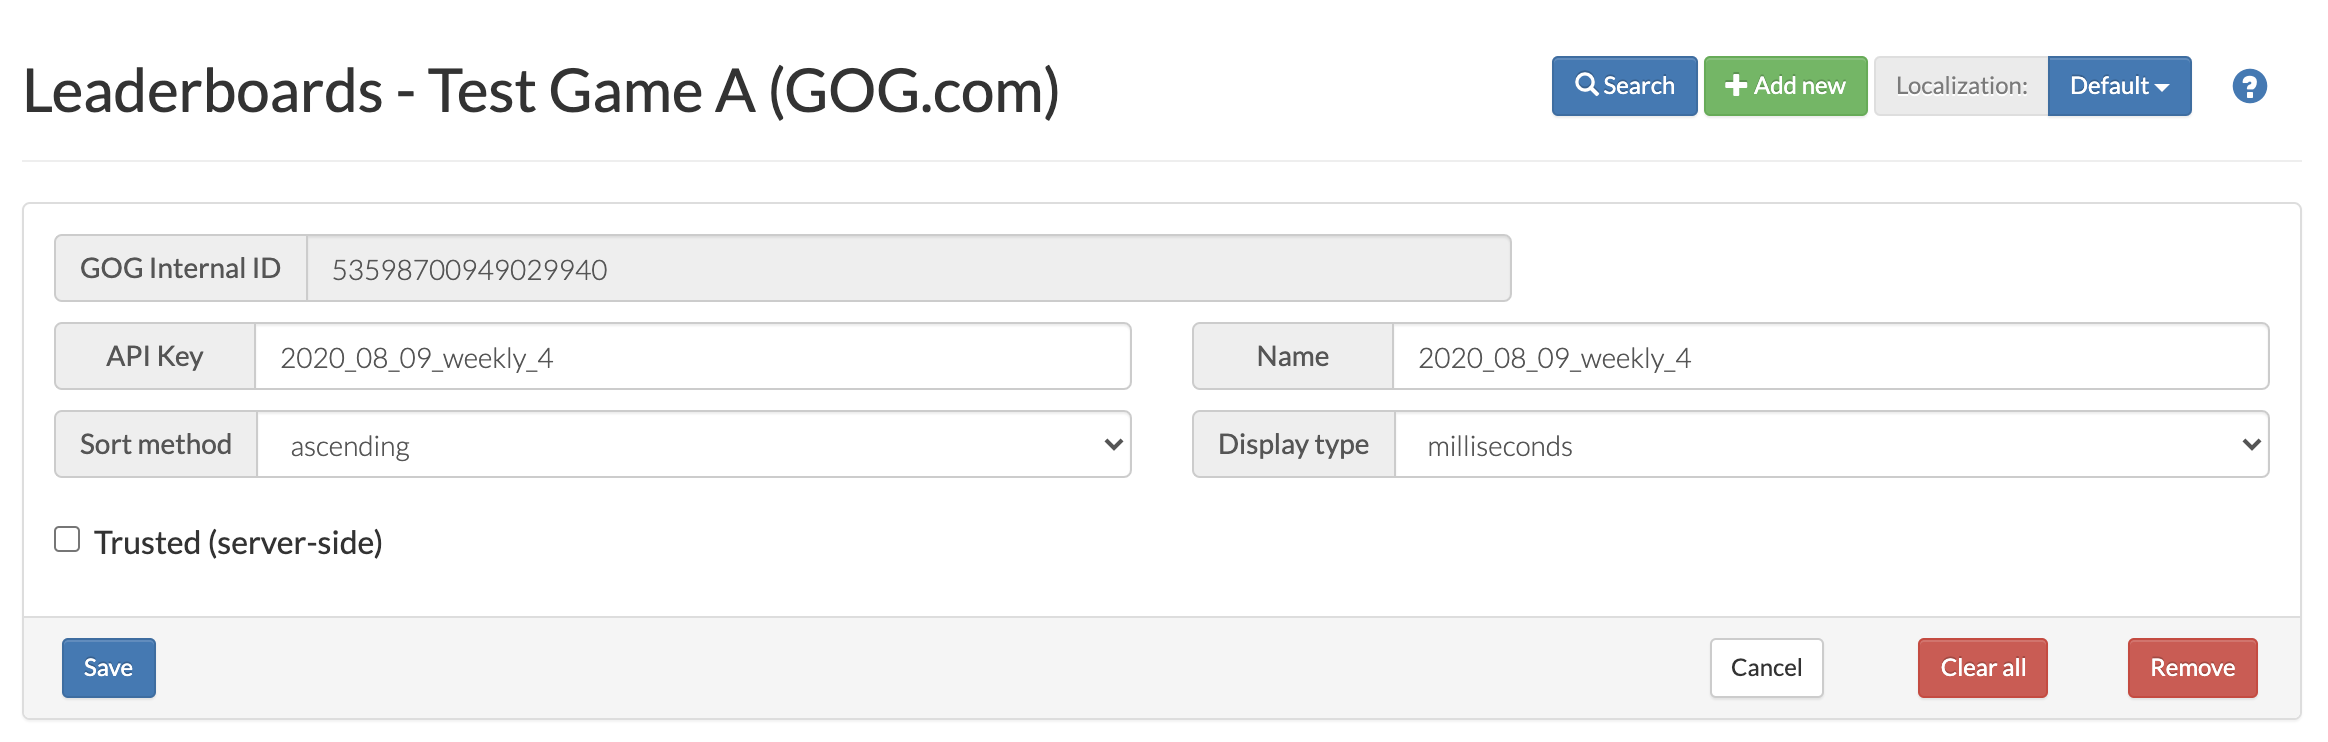 Leaderboards - Test Game A (GOG.com)
Search
Add new
Localization:
Default
?
GOG Internal ID
53598700949029940
API Key
2020_08_09_weekly_4
Name
2020_08_09_weekly_4
Sort method
ascending
Display type
milliseconds
Trusted (server-side)
Save
Cancel
Clear all
Remove